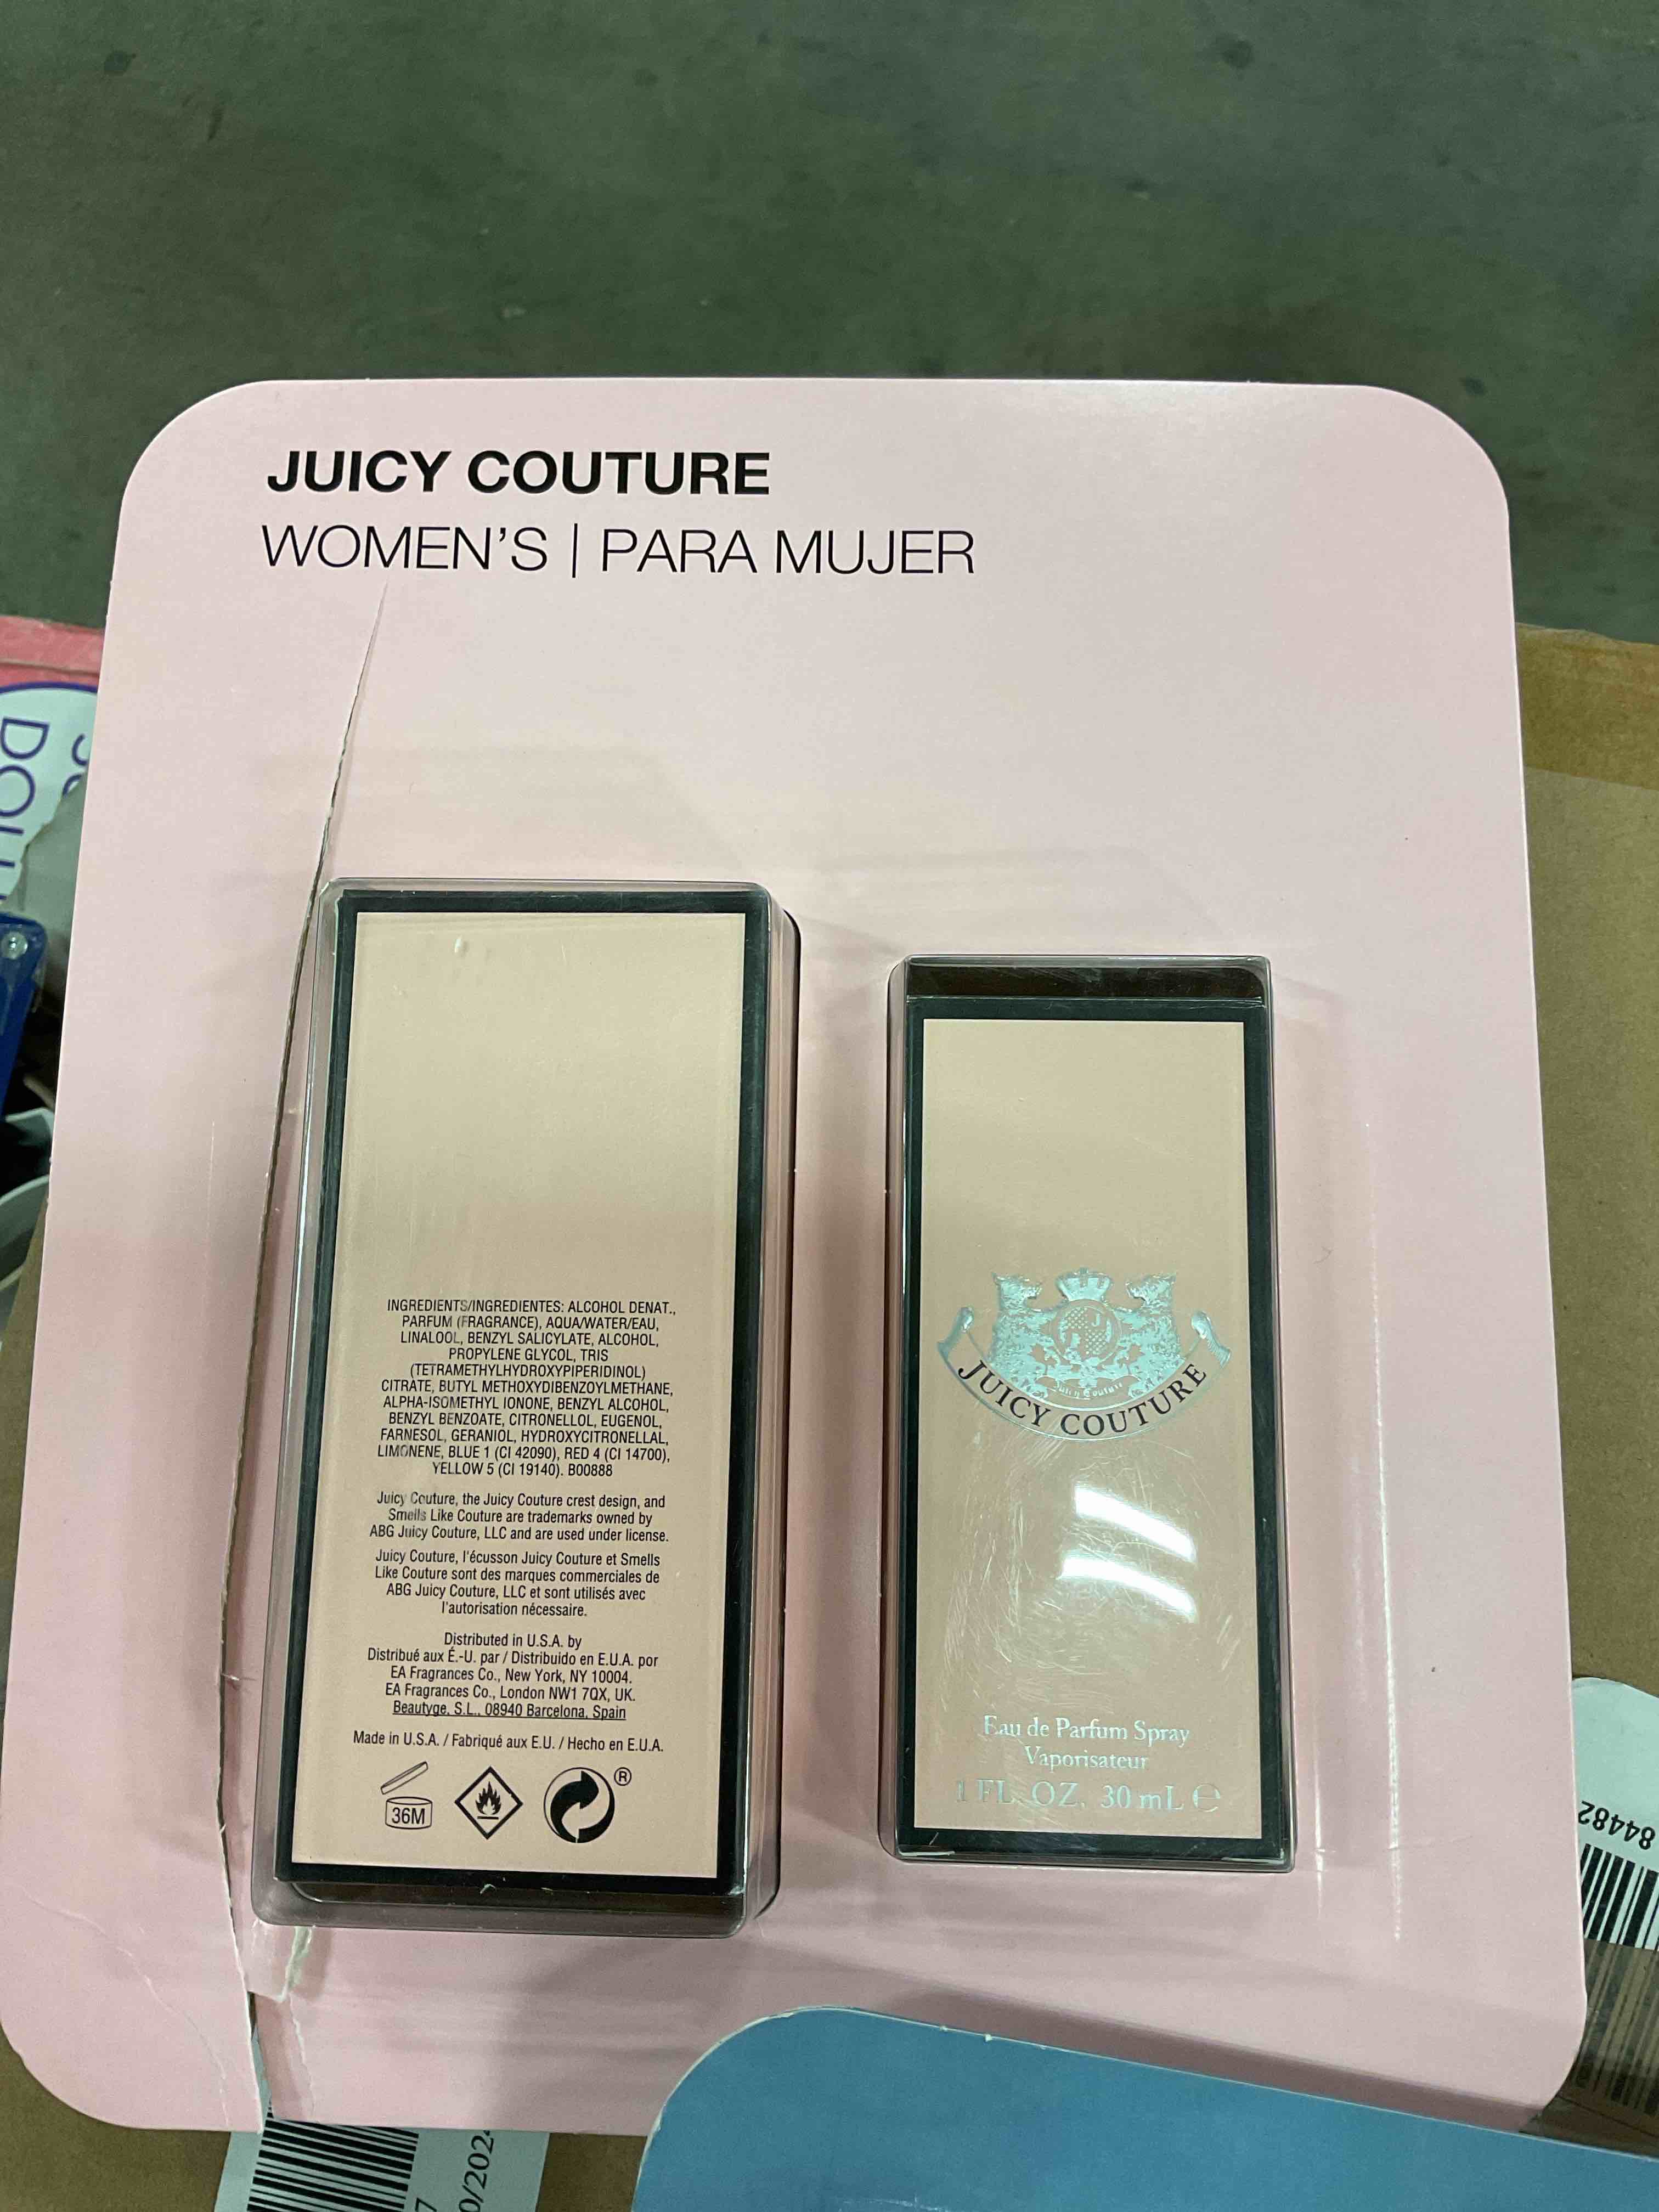 JUICY COUTURE
WOMEN'S | PARA MUJER
INGREDIENTS/INGREDIENTES: ALCOHOL DENAT.,
PARFUM (FRAGRANCE), AQUA/WATER/EAU,
LINALOOL, BENZYL SALICYLATE, ALCOHOL,
PROPYLENE GLYCOL, TRIS
(TETRAMETHYLHYDROXYPIPERIDINOL)
CITRATE, BUTYL METHOXYDIBENZOYLMETHANE,
ALPHA-ISOMETHYL IONONE, BENZYL ALCOHOL,
BENZYL BENZOATE, CITRONELLOL, EUGENOL,
FARNESOL, GERANIOL, HYDROXYCITRONELLAL,
LIMONENE, BLUE 1 (CI 42090), RED 4 (CI 14700),
YELLOW 5 (CI 19140). B00888
Juicy Couture, the Juicy Couture crest design, and
Smells Like Couture are trademarks owned by
ABG Juicy Couture, LLC and are used under license.
Juicy Couture, l'écusson Juicy Couture et Smells
Like Couture sont des marques commerciales de
ABG Juicy Couture, LLC et sont utilisés avec
l'autorisation nécessaire.
Distributed in U.S.A. by
Distribué aux É.-U. par / Distribuido en E.U.A. por
EA Fragrances Co., New York, NY 10004.
EA Fragrances Co., London NW1 7QX, UK.
Beautyge, S.L., 08940 Barcelona, Spain
Made in U.S.A. / Fabriqué aux E.U. / Hecho en E.U.A.
36M
®
J
Juicy Couture
JUICY COUTURE
Eau de Parfum Spray
Vaporisateur
1 FL. OZ. 30 mL ℮
84482
7
0/2024